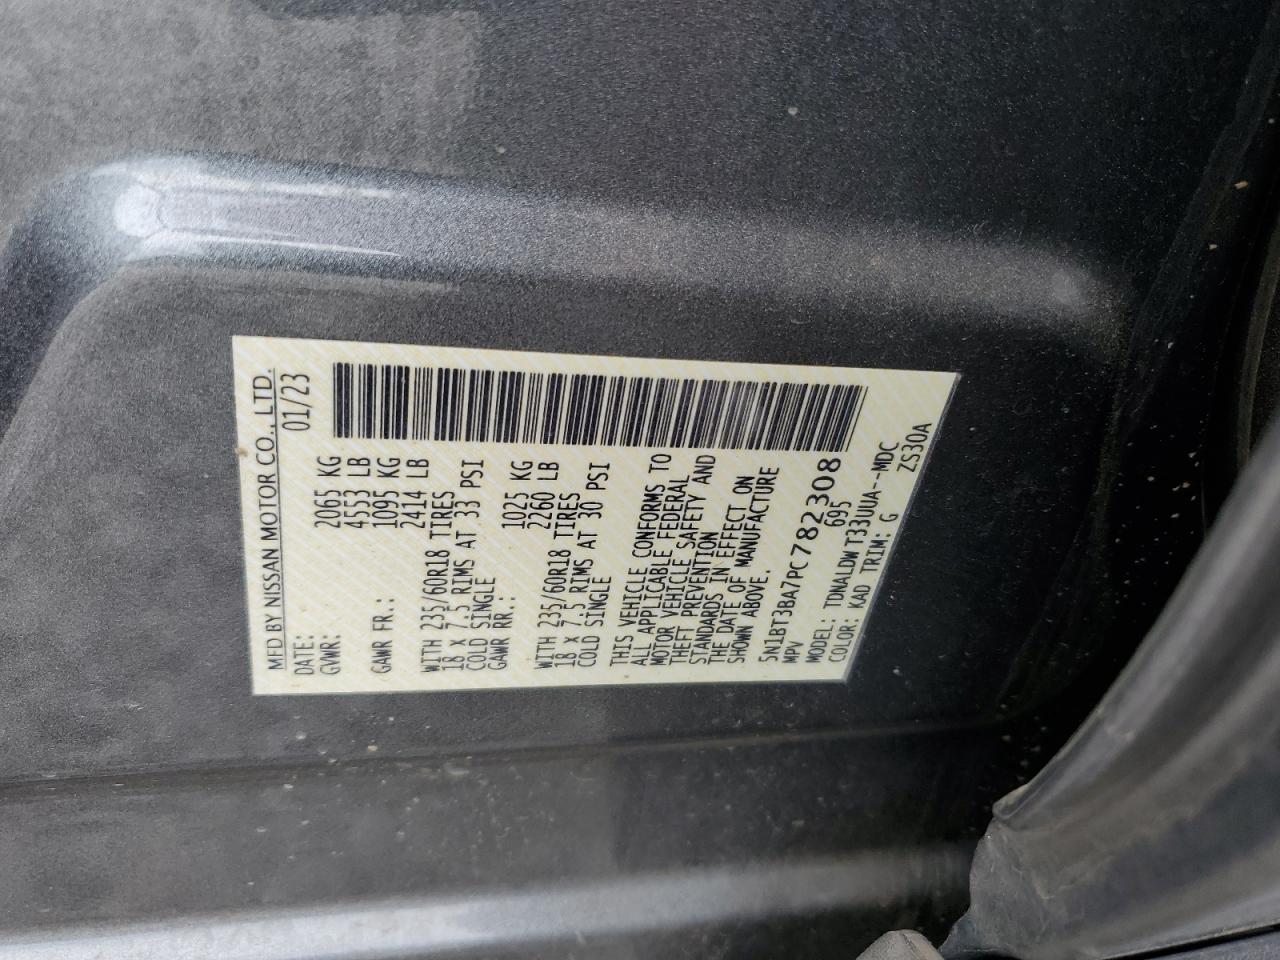 MFD BY NISSAN MOTOR CO., LTD.
DATE: 01/23
GVWR: 2065 KG
4553 LB
GAWR FR.: 1095 KG
2414 LB
WITH 235/60R18 TIRES
18 X 7.5 RIMS AT 33 PSI
COLD SINGLE
GAWR RR.: 1025 KG
2260 LB
WITH 235/60R18 TIRES
18 X 7.5 RIMS AT 30 PSI
COLD SINGLE
THIS VEHICLE CONFORMS TO
ALL APPLICABLE FEDERAL
MOTOR VEHICLE SAFETY AND
THEFT PREVENTION
STANDARDS IN EFFECT ON
THE DATE OF MANUFACTURE
SHOWN ABOVE.
5N1BT3BA7PC782308
MPV 695
MODEL: TDNALDWT33UUA--MDC
COLOR: KAD TRIM: G ZS30A